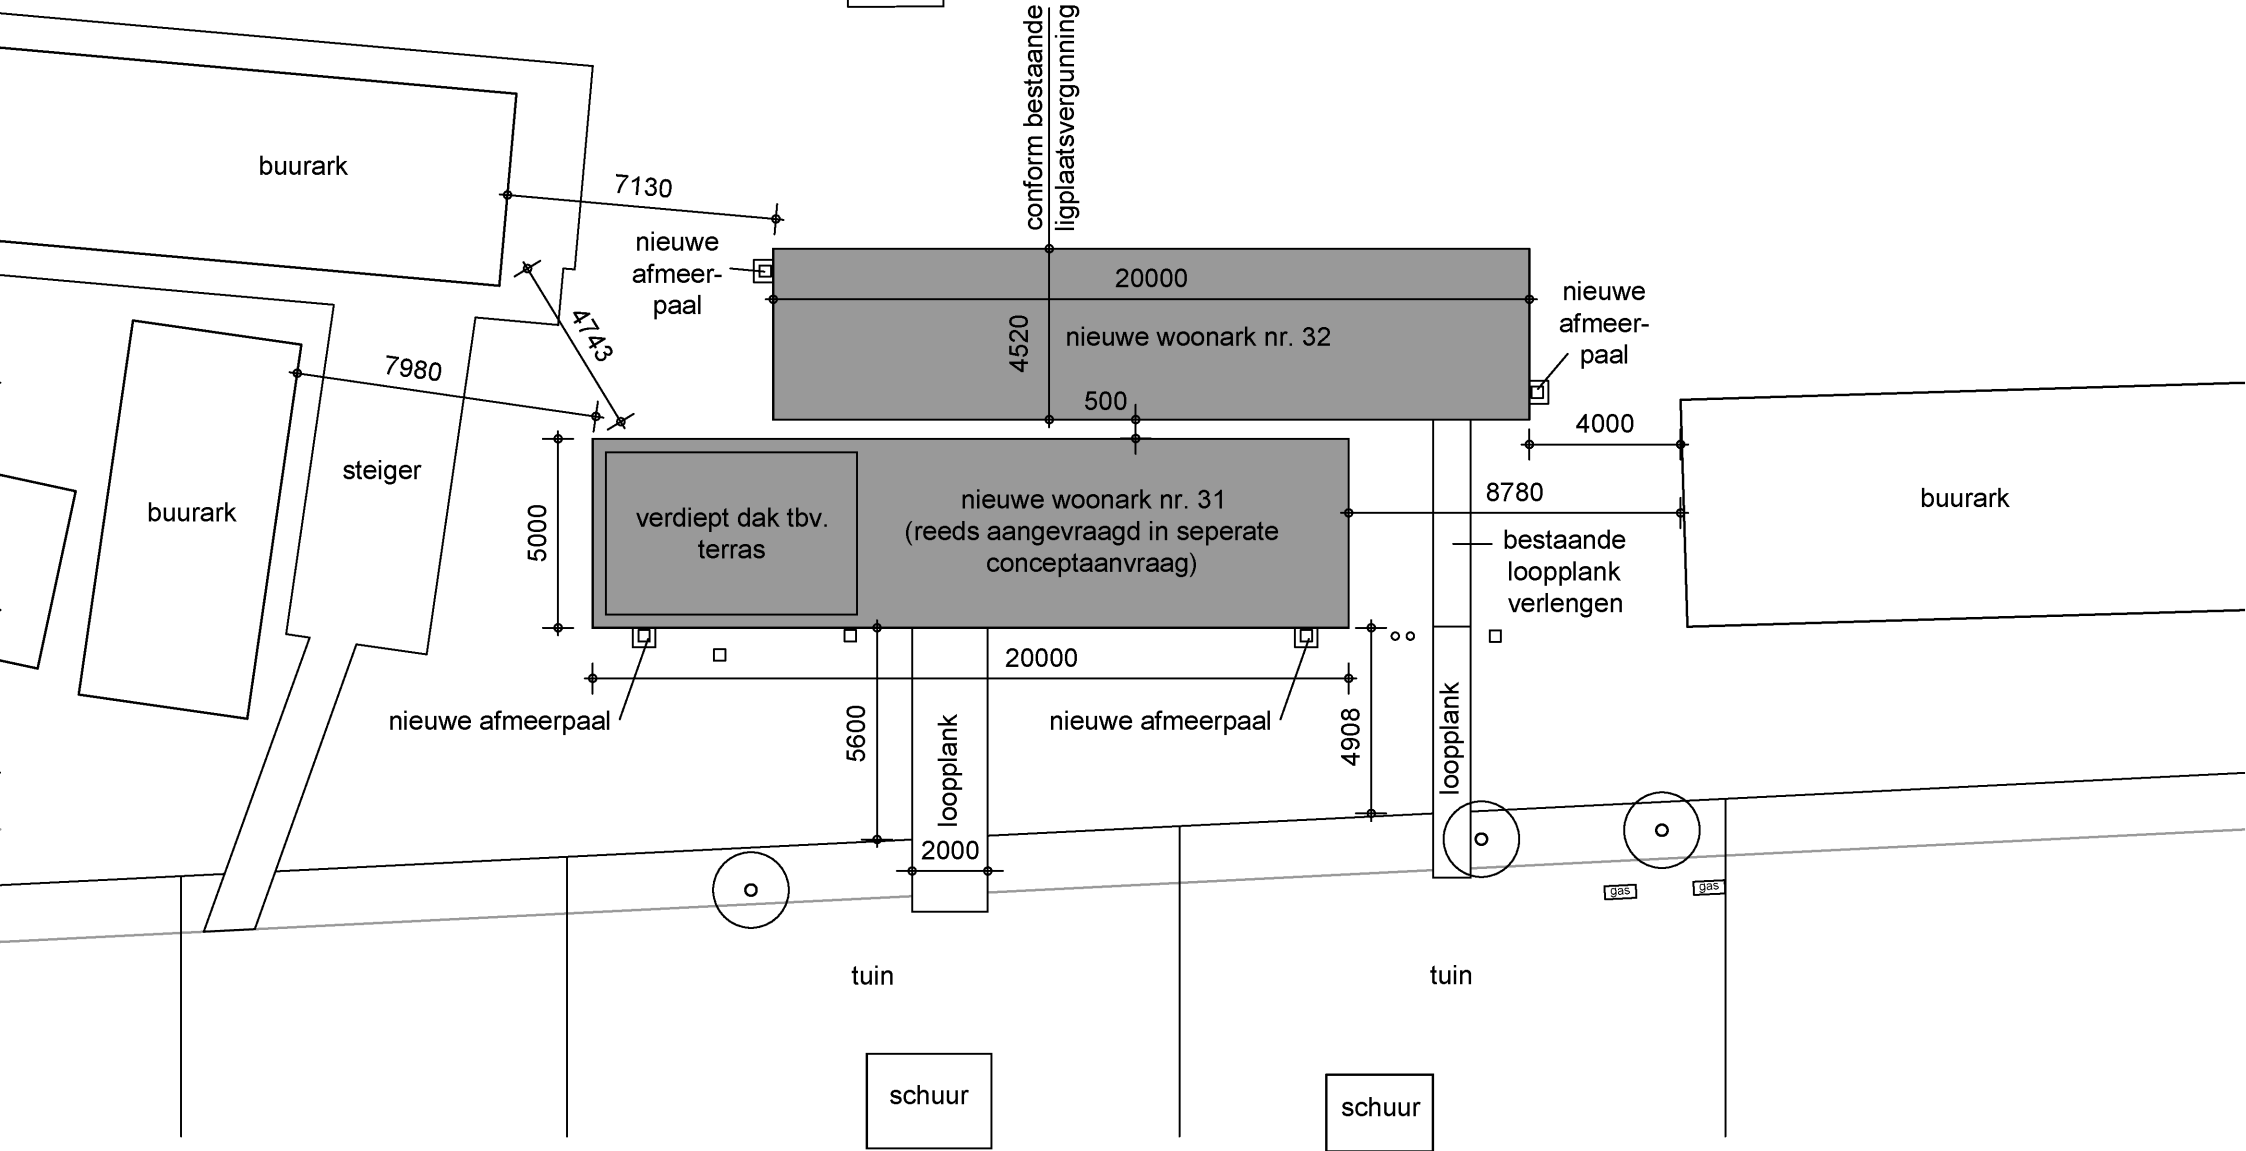 conform bestaande
ligplaatsvergunning
buurark
7130
nieuwe
afmeer-
paal
20000
nieuwe
afmeer-
paal
4743
4520
nieuwe woonark nr. 32
7980
500
4000
steiger
buurark
5000
verdiept dak tbv.
terras
nieuwe woonark nr. 31
(reeds aangevraagd in seperate
conceptaanvraag)
8780
buurark
bestaande
loopplank
verlengen
20000
nieuwe afmeerpaal
nieuwe afmeerpaal
5600
loopplank
4908
loopplank
2000
gas
gas
tuin
tuin
schuur
schuur